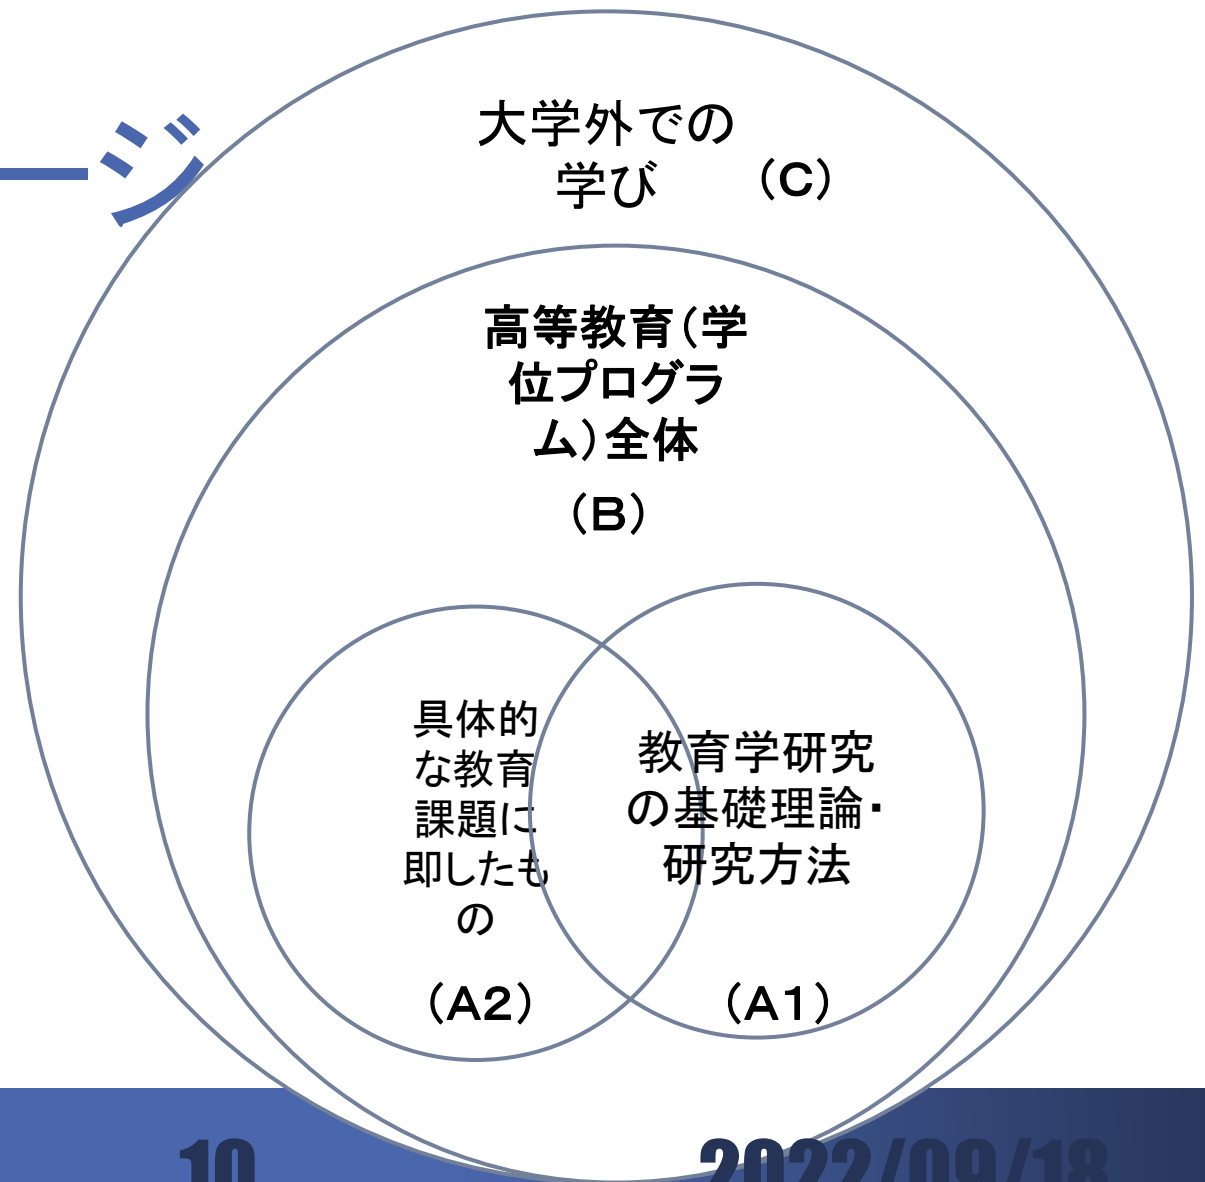 ージ
大学外での
学び （C）
高等教育（学
位プログラ
ム）全体
（B）
具体的
な教育
課題に
即したも
の
（A2）
教育学研究
の基礎理論・
研究方法
（A1）
10
2022/09/18